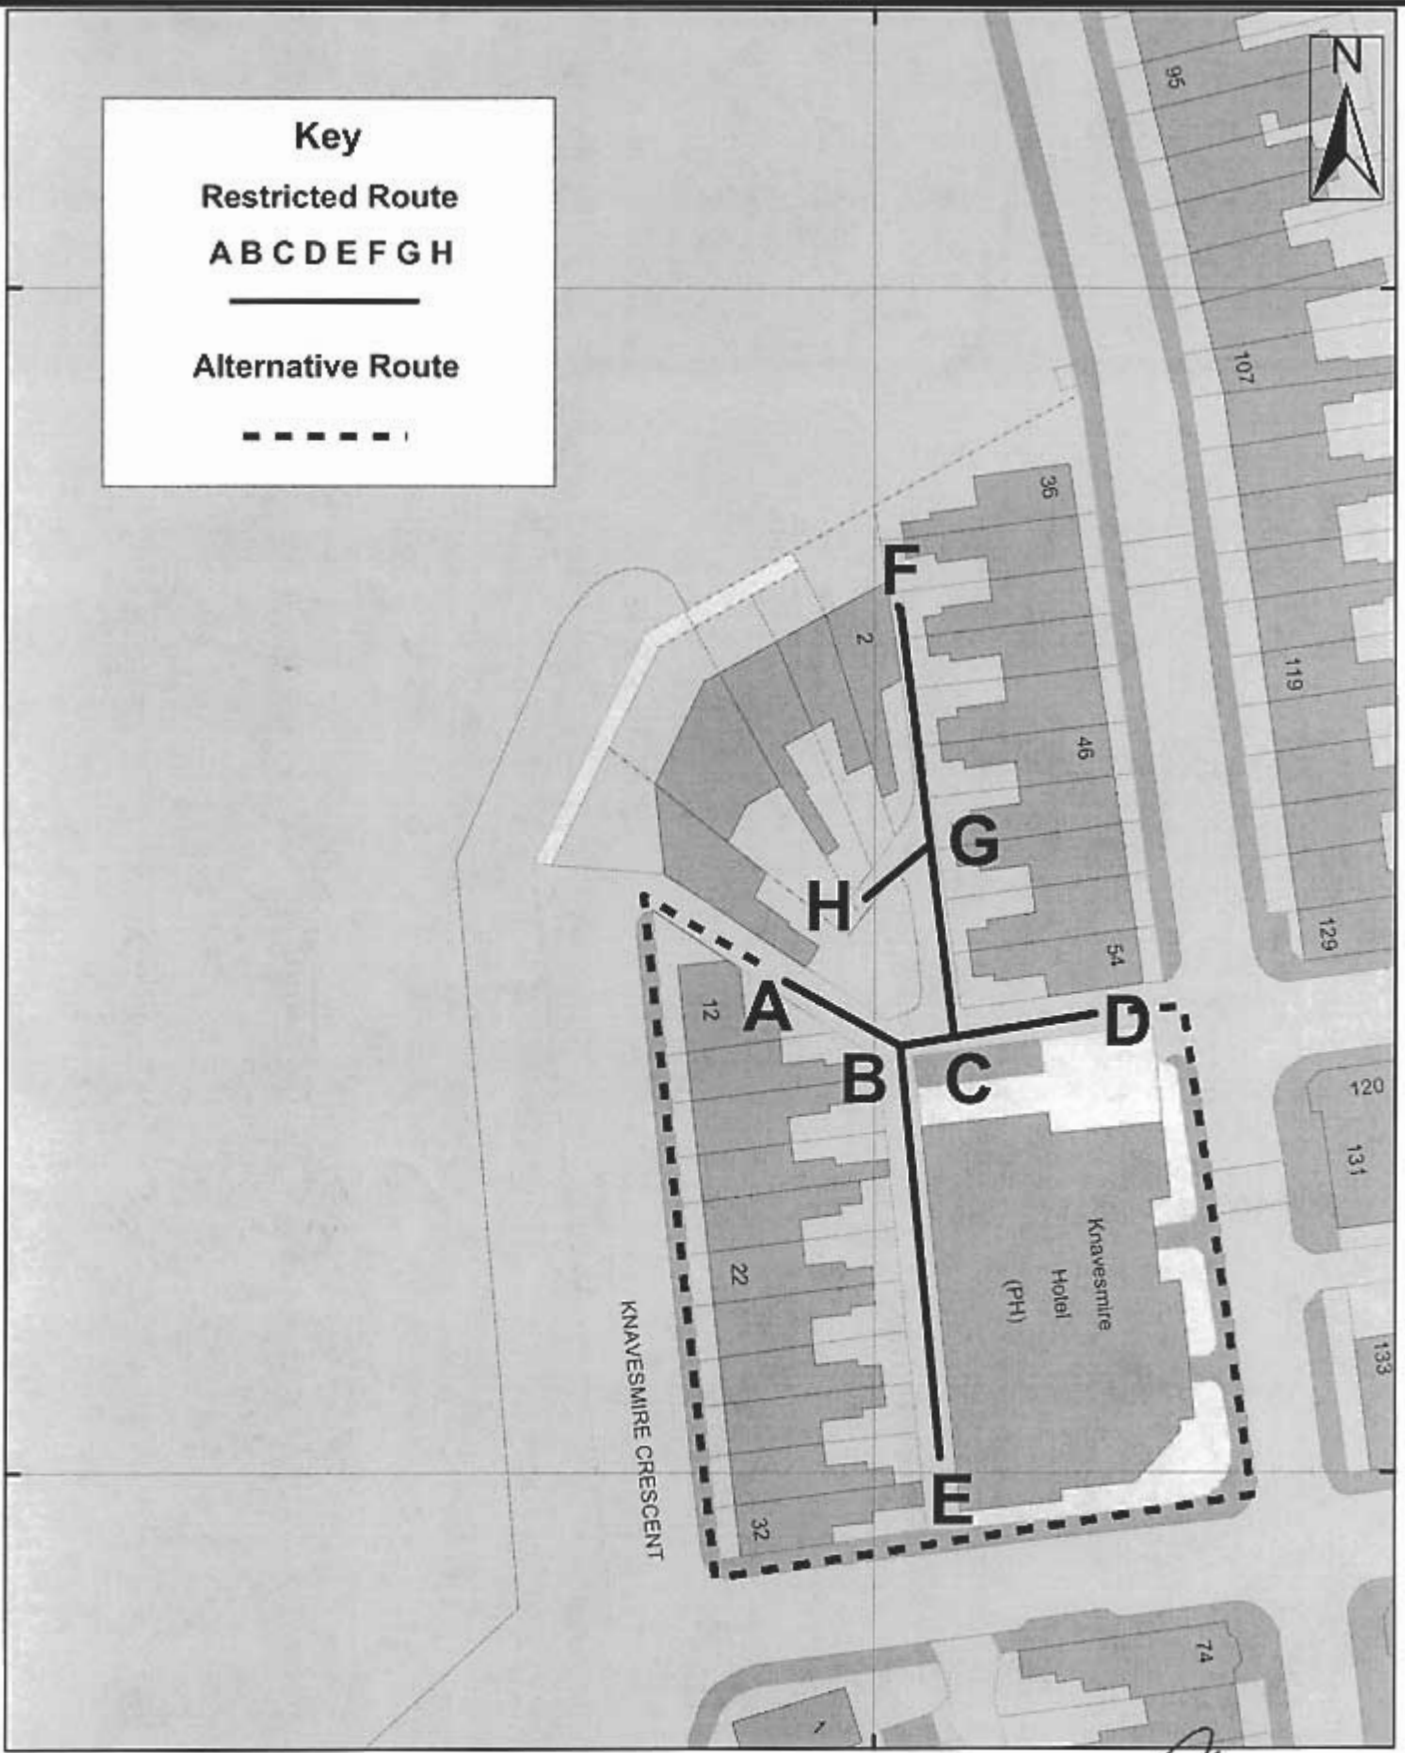 N
95
Key
Restricted Route
A B C D E F G H
Alternative Route
107
36
F
2
119
46
G
H
129
54
A
12
D
B
C
120
131
Knavesmire
Hotel
(PH)
22
KNAVESMIRE CRESCENT
133
E
32
74
1